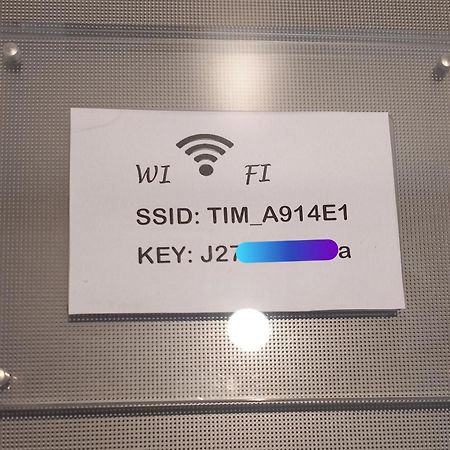 WI FI
SSID: TIM_A914E1
KEY: J27 a